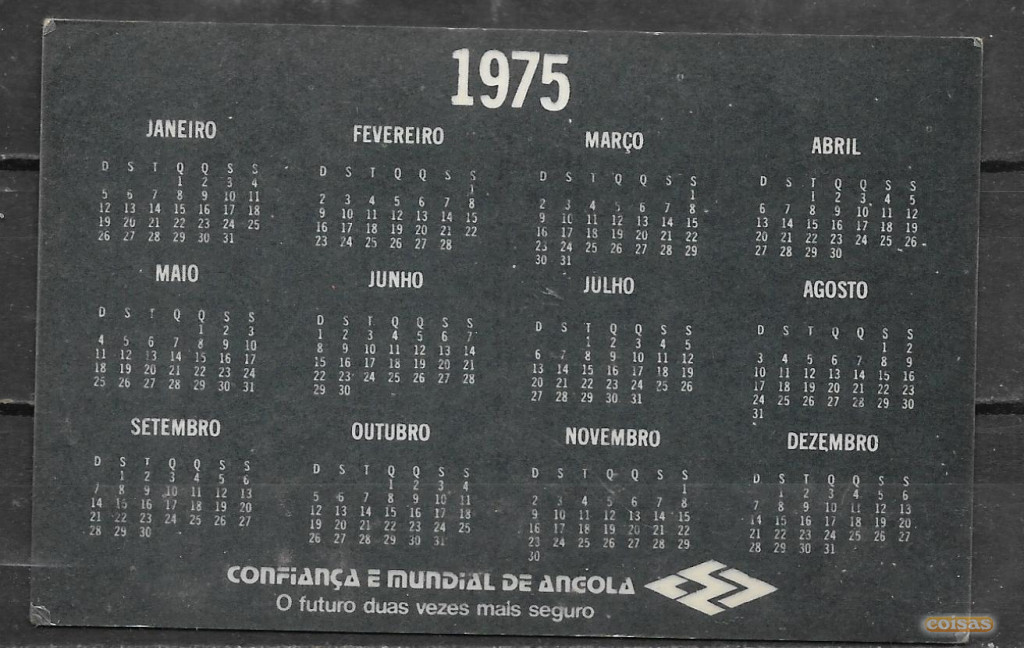 1975
JANEIRO
D S T Q Q S S
1 2 3 4
5 6 7 8 9 10 11
12 13 14 15 16 17 18
19 20 21 22 23 24 25
26 27 28 29 30 31
FEVEREIRO
D S T Q Q S S
1
2 3 4 5 6 7 8
9 10 11 12 13 14 15
16 17 18 19 20 21 22
23 24 25 26 27 28
MARÇO
D S T Q Q S S
1
2 3 4 5 6 7 8
9 10 11 12 13 14 15
16 17 18 19 20 21 22
23 24 25 26 27 28 29
30 31
ABRIL
D S T Q Q S S
1 2 3 4 5
6 7 8 9 10 11 12
13 14 15 16 17 18 19
20 21 22 23 24 25 26
27 28 29 30
MAIO
D S T Q Q S S
1 2 3
4 5 6 7 8 9 10
11 12 13 14 15 16 17
18 19 20 21 22 23 24
25 26 27 28 29 30 31
JUNHO
D S T Q Q S S
1 2 3 4 5 6 7
8 9 10 11 12 13 14
15 16 17 18 19 20 21
22 23 24 25 26 27 28
29 30
JULHO
D S T Q Q S S
1 2 3 4 5
6 7 8 9 10 11 12
13 14 15 16 17 18 19
20 21 22 23 24 25 26
27 28 29 30 31
AGOSTO
D S T Q Q S S
1 2
3 4 5 6 7 8 9
10 11 12 13 14 15 16
17 18 19 20 21 22 23
24 25 26 27 28 29 30
31
SETEMBRO
D S T Q Q S S
1 2 3 4 5 6
7 8 9 10 11 12 13
14 15 16 17 18 19 20
21 22 23 24 25 26 27
28 29 30
OUTUBRO
D S T Q Q S S
1 2 3 4
5 6 7 8 9 10 11
12 13 14 15 16 17 18
19 20 21 22 23 24 25
26 27 28 29 30 31
NOVEMBRO
D S T Q Q S S
1
2 3 4 5 6 7 8
9 10 11 12 13 14 15
16 17 18 19 20 21 22
23 24 25 26 27 28 29
30
DEZEMBRO
D S T Q Q S S
1 2 3 4 5 6
7 8 9 10 11 12 13
14 15 16 17 18 19 20
21 22 23 24 25 26 27
28 29 30 31
CONFIANÇA E MUNDIAL DE ANGOLA
O futuro duas vezes mais seguro
coisas